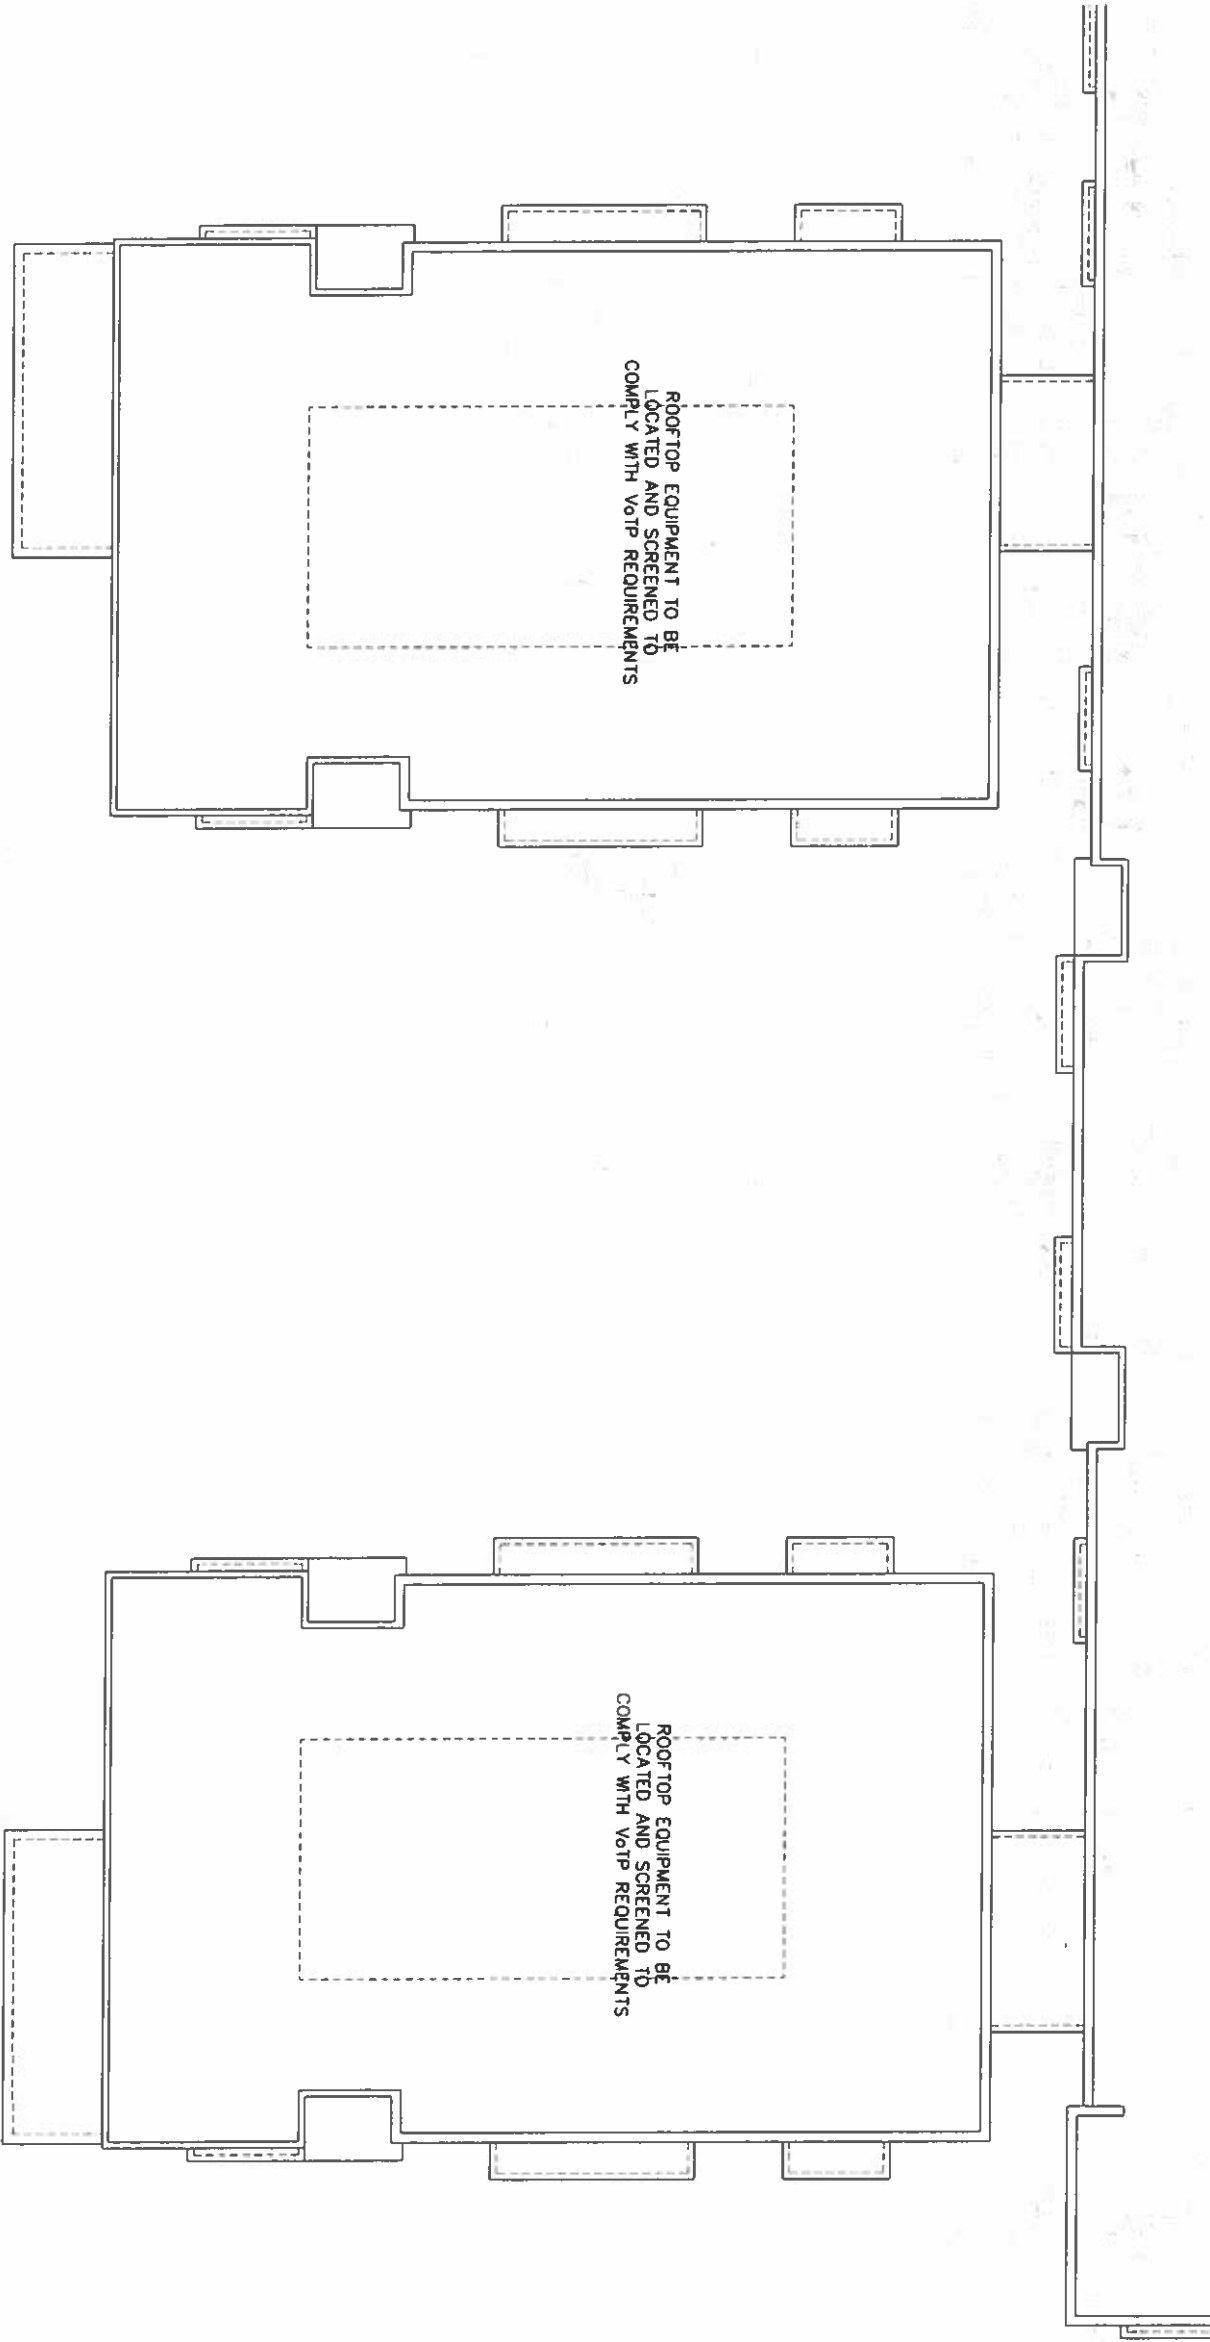 ROOFTOP EQUIPMENT TO BE
LOCATED AND SCREENED TO
COMPLY WITH VoTP REQUIREMENTS
ROOFTOP EQUIPMENT TO BE
LOCATED AND SCREENED TO
COMPLY WITH VoTP REQUIREMENTS